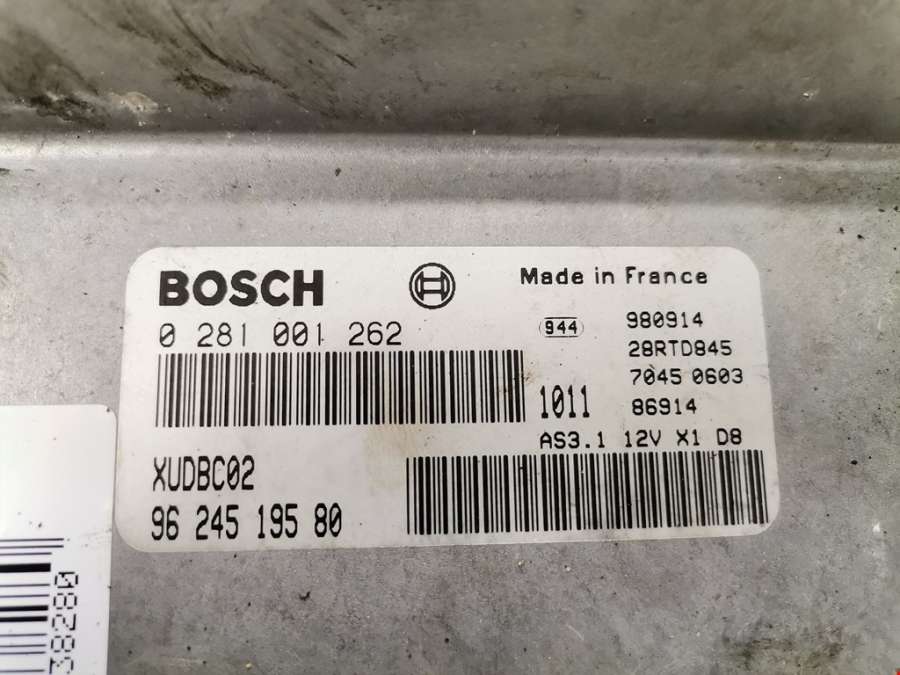 BOSCH
Made in France
0 281 001 262
944
980914
28RTD845
7045 0603
1011
86914
AS3.1 12V X1 D8
XUDBC02
96 245 195 80
38280